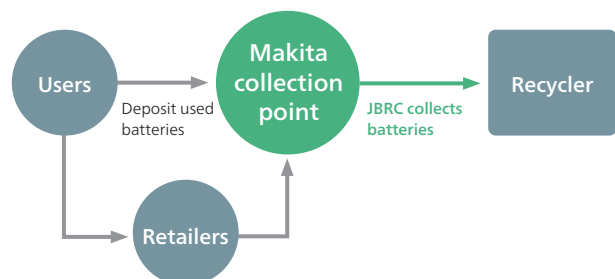 Users
Deposit used
batteries
Makita
collection
point
JBRC collects
batteries
Recycler
Retailers